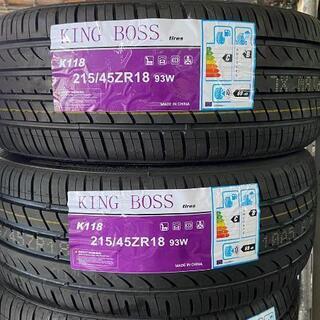 KING BOSS tires
K118
215/45ZR18 93W
MADE IN CHINA
KING BOSS tires
K118
215/45ZR18 93W
MADE IN CHINA